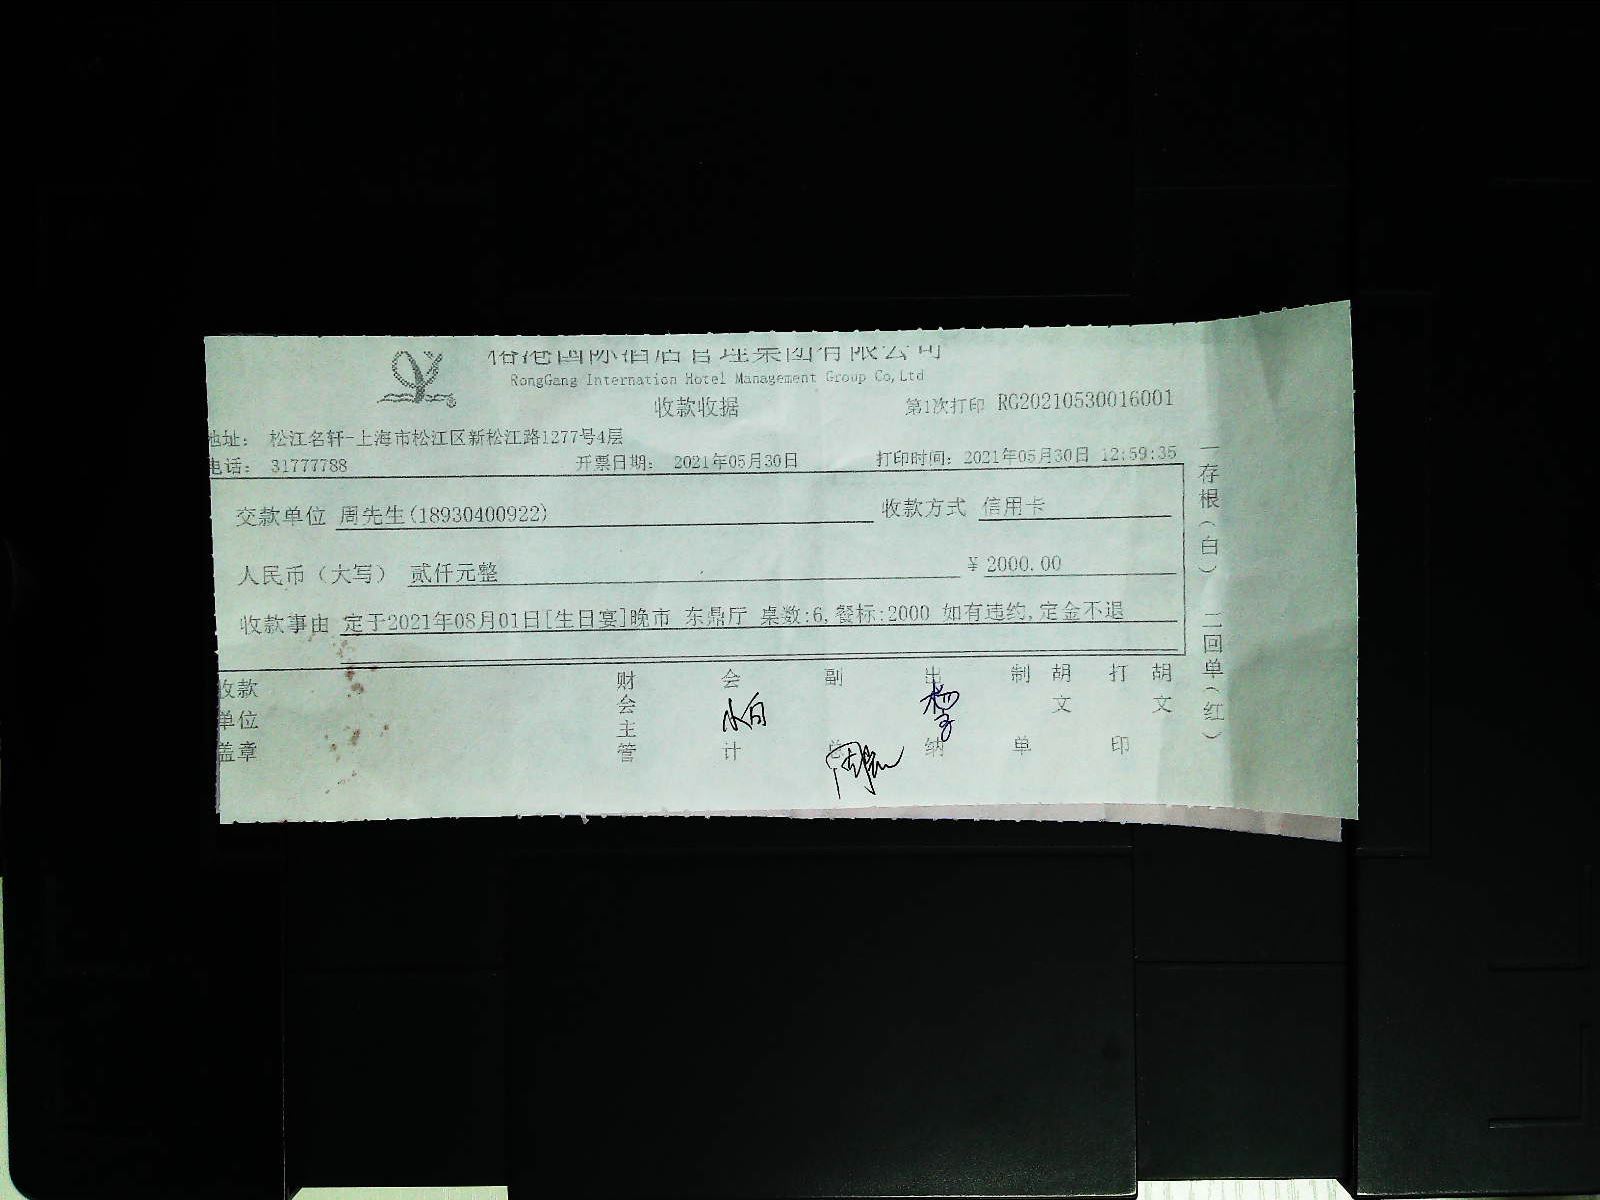 国际酒店管理集团有限公司
RongGang Internation Hotel Management Group Co,Ltd
收款收据
第1次打印 RG20210530016001
地址： 松江名轩-上海市松江区新松江路1277号4层
电话： 31777788 开票日期： 2021年05月30日 打印时间：2021年05月30日 12:59:35
交款单位 周先生(18930400922) 收款方式 信用卡
人民币（大写） 贰仟元整 ¥ 2000.00
收款事由 定于2021年08月01日[生日宴]晚市 东鼎厅 桌数:6,餐标:2000 如有违约,定金不退
收款单位盖章 财会主管 会计 副总 出纳 制单 胡文 打印 胡文
一存根（白） 二回单（红）